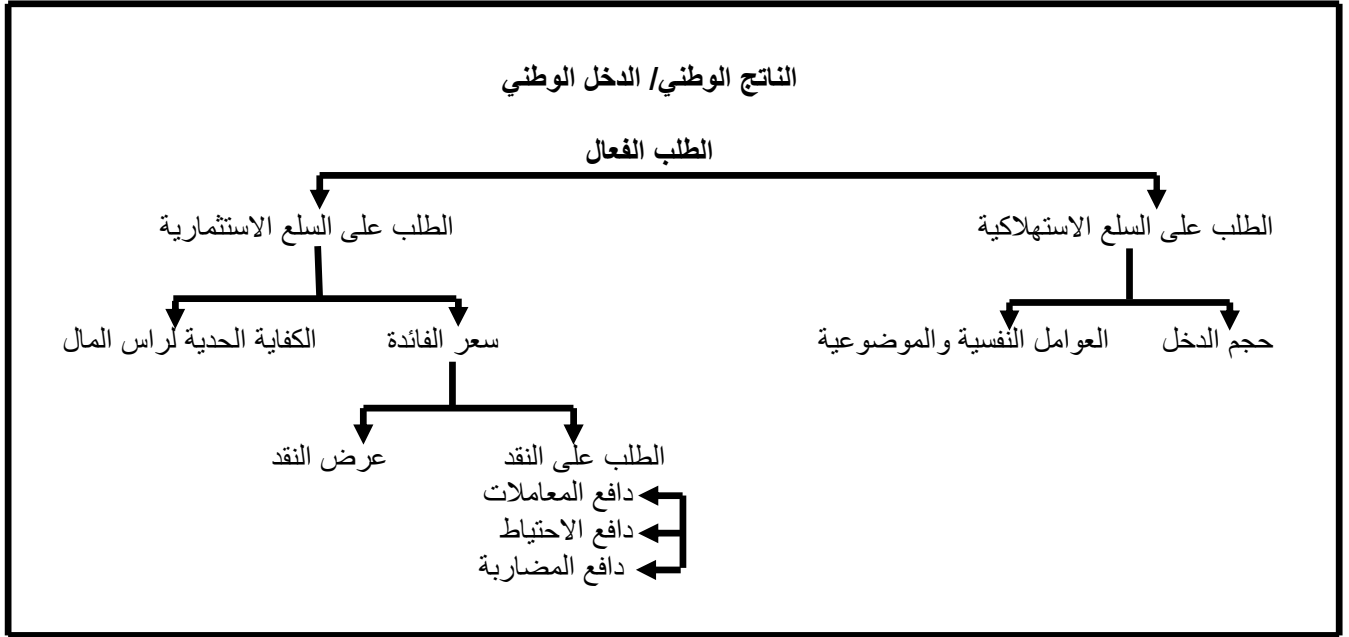 الناتج الوطني/ الدخل الوطني
الطلب الفعال
الطلب على السلع الاستهلاكية
الطلب على السلع الاستثمارية
حجم الدخل
العوامل النفسية والموضوعية
سعر الفائدة
الكفاية الحدية لراس المال
الطلب على النقد
عرض النقد
دافع المعاملات
دافع الاحتياط
دافع المضاربة